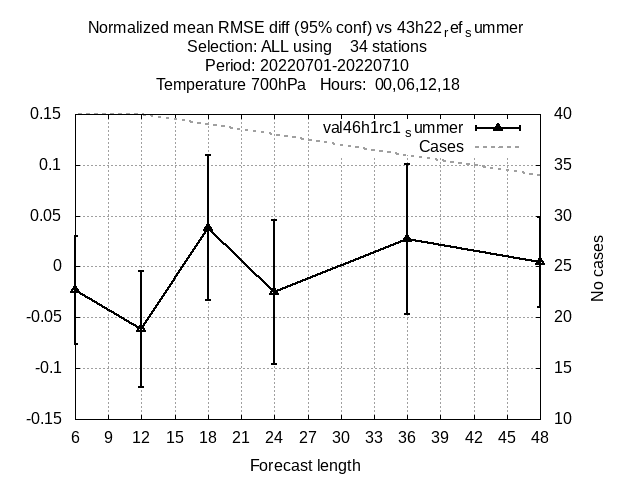 Normalized mean RMSE diff (95% conf) vs 43h22refsummer
Selection: ALL using 34 stations
Period: 20220701-20220710
Temperature 700hPa Hours: 00,06,12,18
val46h1rc1summer
Cases
0.15
0.1
0.05
0
-0.05
-0.1
-0.15
40
35
30
25
20
15
10
No cases
6 9 12 15 18 21 24 27 30 33 36 39 42 45 48
Forecast length